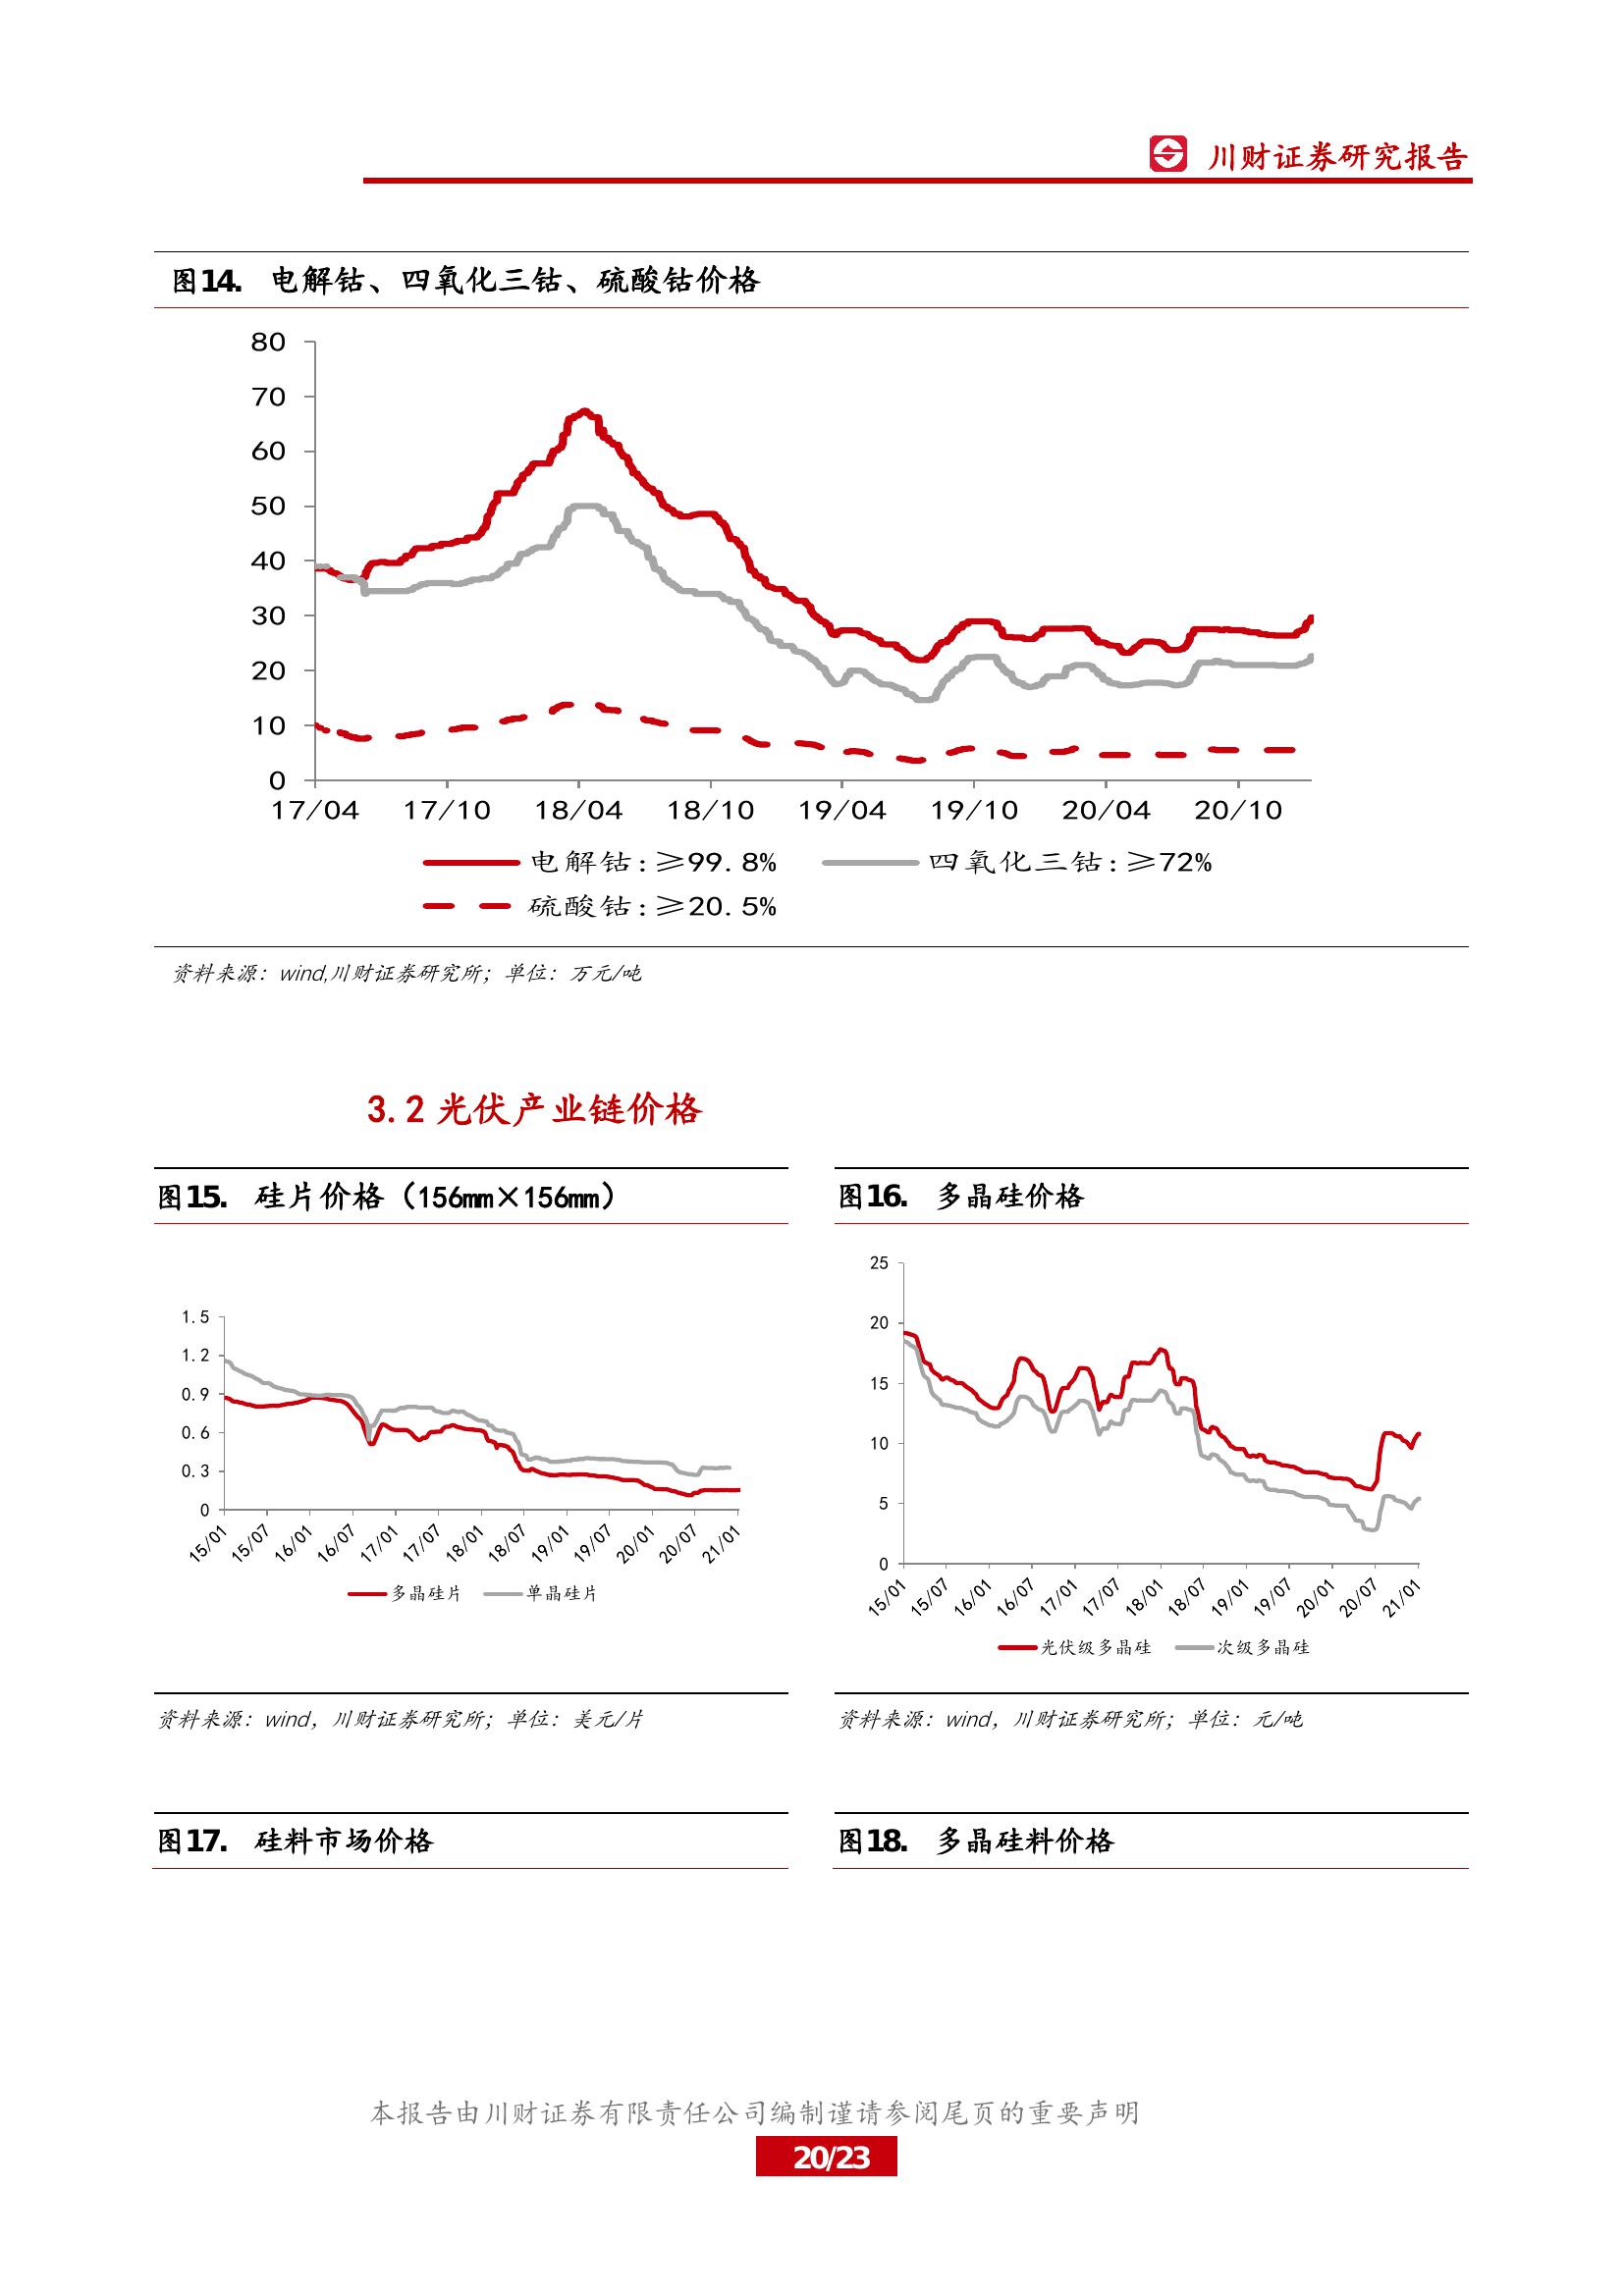 川财证券研究报告
图14. 电解钴、四氧化三钴、硫酸钴价格
80
70
60
50
40
30
20
10
0
17/04 17/10 18/04 18/10 19/04 19/10 20/04 20/10
电解钴:≥99.8% 四氧化三钴:≥72%
硫酸钴:≥20.5%
资料来源：wind,川财证券研究所；单位：万元/吨
3.2 光伏产业链价格
图15. 硅片价格（156mm×156mm）
1.5
1.2
0.9
0.6
0.3
0
15/01 15/07 16/01 16/07 17/01 17/07 18/01 18/07 19/01 19/07 20/01 20/07 21/01
多晶硅片 单晶硅片
资料来源：wind，川财证券研究所；单位：美元/片
图16. 多晶硅价格
25
20
15
10
5
0
15/01 15/07 16/01 16/07 17/01 17/07 18/01 18/07 19/01 19/07 20/01 20/07 21/01
光伏级多晶硅 次级多晶硅
资料来源：wind，川财证券研究所；单位：元/吨
图17. 硅料市场价格
图18. 多晶硅料价格
本报告由川财证券有限责任公司编制谨请参阅尾页的重要声明
20/23